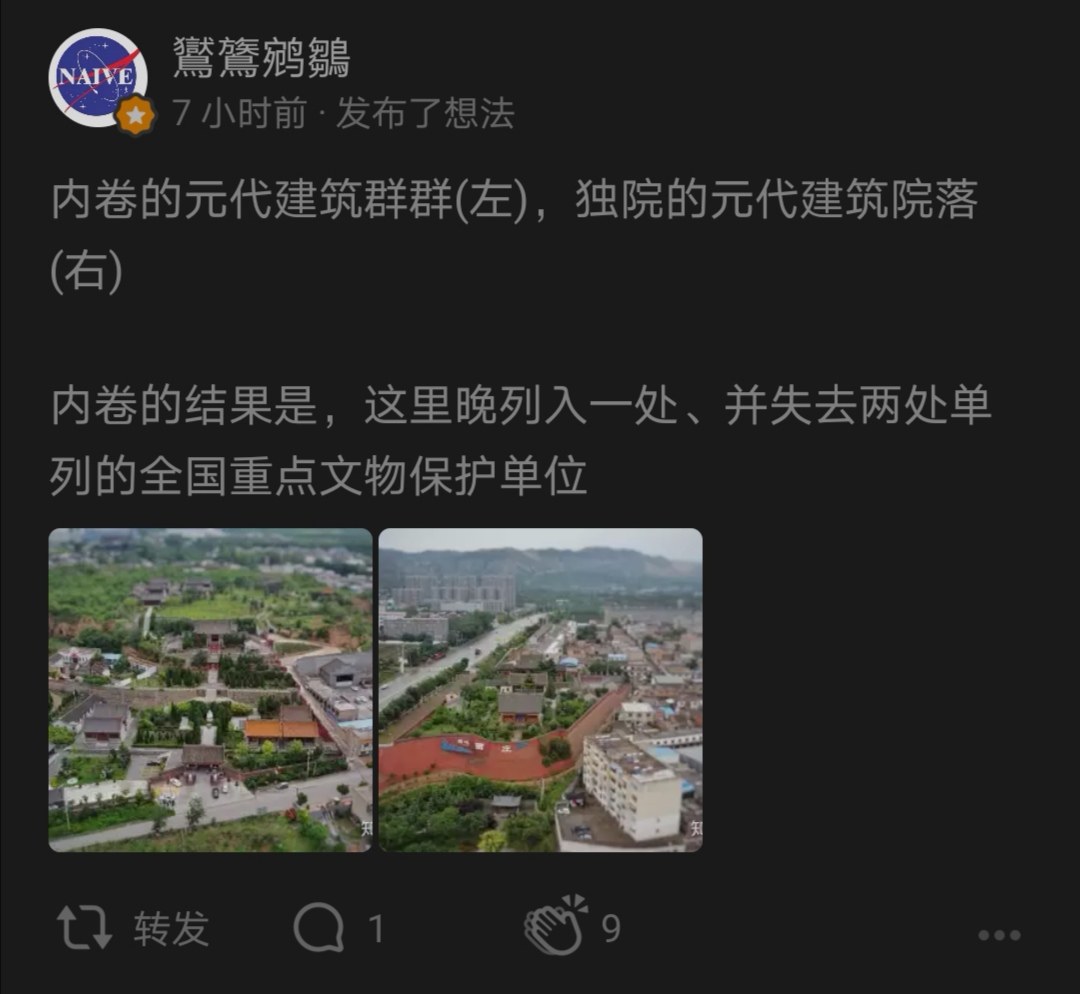 NAIVE
鸑鷟鹓鶵
7 小时前 · 发布了想法
内卷的元代建筑群群(左)，独院的元代建筑院落
(右)
内卷的结果是，这里晚列入一处、并失去两处单
列的全国重点文物保护单位
转发
1
9